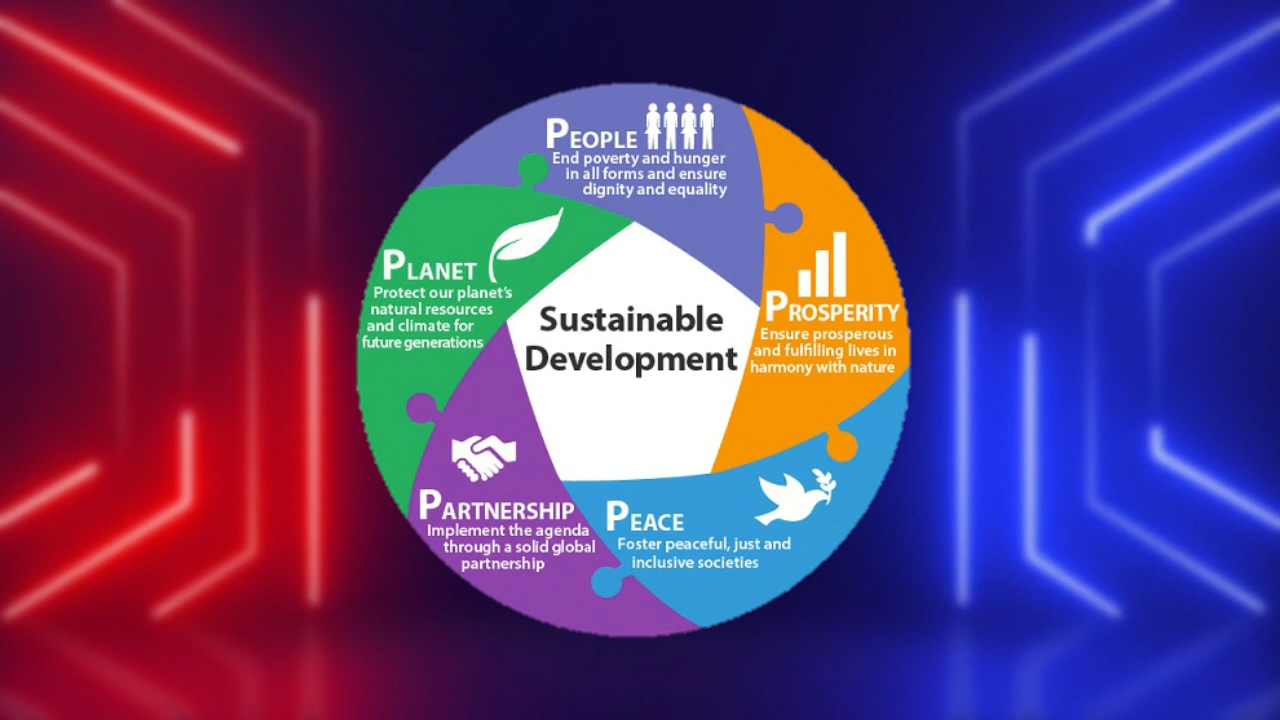 PEOPLE
End poverty and hunger
in all forms and ensure
dignity and equality
PLANET
Protect our planet's
natural resources
and climate for
future generations
Sustainable
Development
PROSPERITY
Ensure prosperous
and fulfilling lives in
harmony with nature
PARTNERSHIP
Implement the agenda
through a solid global
partnership
PEACE
Foster peaceful, just and
inclusive societies